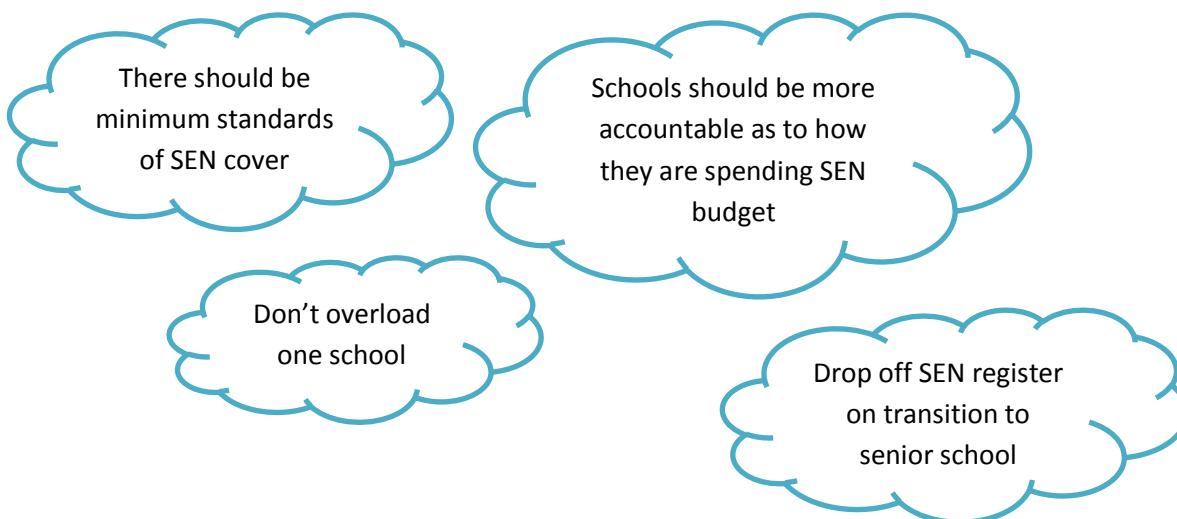 There should be
minimum standards
of SEN cover
Schools should be more
accountable as to how
they are spending SEN
budget
Don’t overload
one school
Drop off SEN register
on transition to
senior school